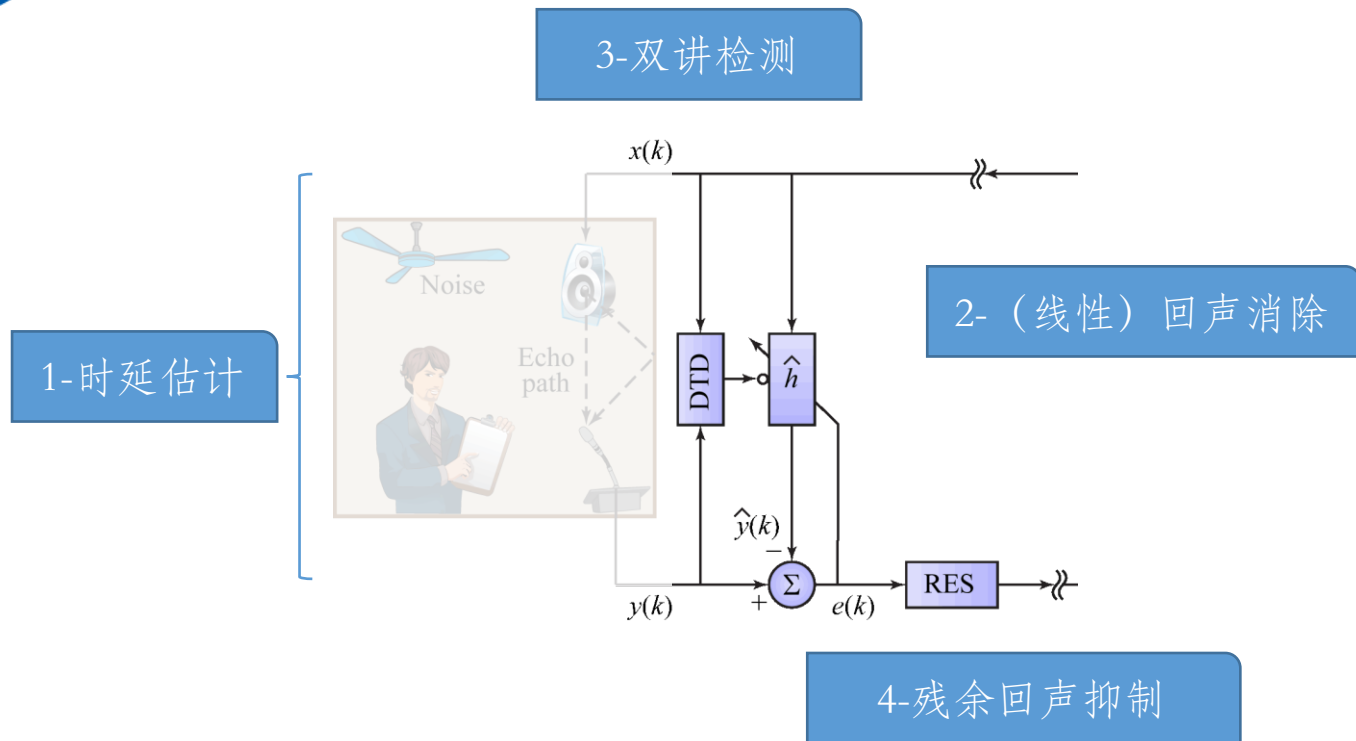 3-双讲检测
x(k)
Noise
2-（线性）回声消除
1-时延估计
Echo
path
DTD
ĥ
ŷ(k)
−
Σ
RES
+
y(k)
e(k)
4-残余回声抑制